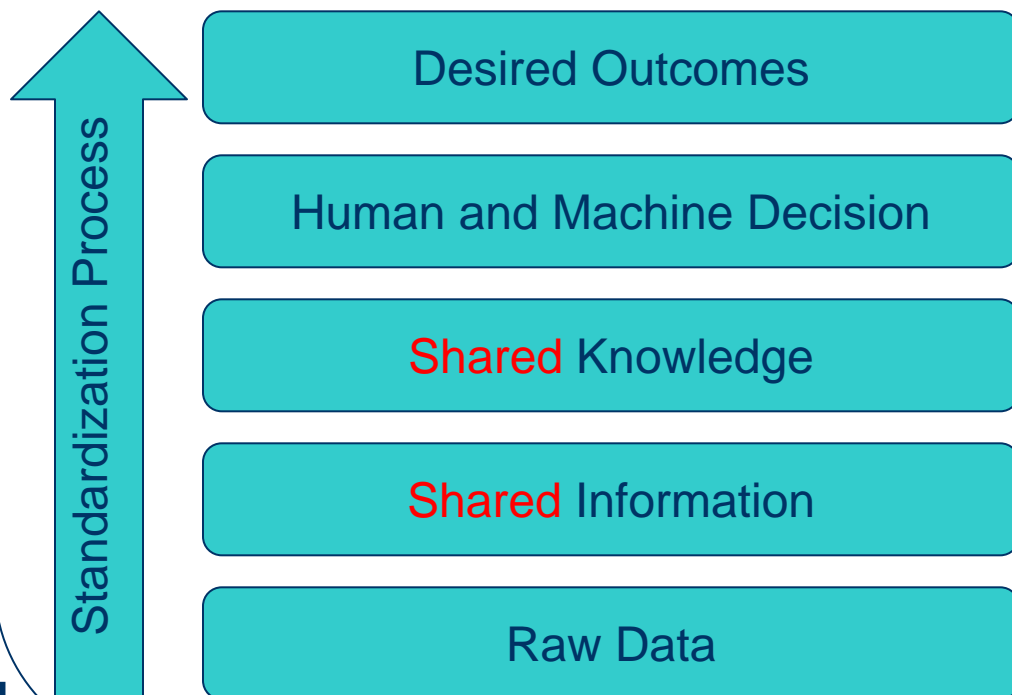 Standardization Process
Desired Outcomes
Human and Machine Decision
Shared Knowledge
Shared Information
Raw Data